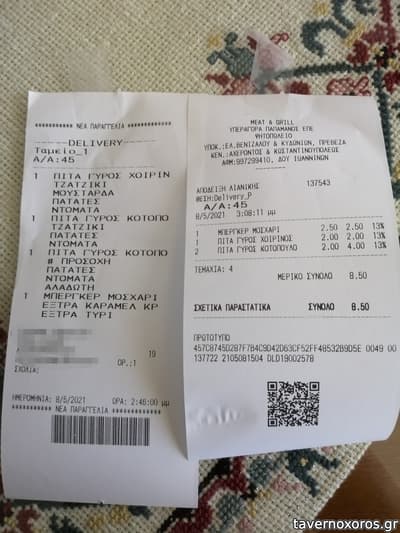 *********** ΝΕΑ ΠΑΡΑΓΓΕΛΙΑ ***********
------DELIVERY------
Ταμείο_1
Α/Α:45
1 ΠΙΤΑ ΓΥΡΟΣ ΧΟΙΡΙΝ
ΤΖΑΤΖΙΚΙ
ΜΟΥΣΤΑΡΔΑ
ΠΑΤΑΤΕΣ
ΝΤΟΜΑΤΑ
1 ΠΙΤΑ ΓΥΡΟΣ ΚΟΤΟΠΟ
ΤΖΑΤΖΙΚΙ
ΠΑΤΑΤΕΣ
ΝΤΟΜΑΤΑ
1 ΠΙΤΑ ΓΥΡΟΣ ΚΟΤΟΠΟ
# ΠΡΟΣΟΧΗ
ΠΑΤΑΤΕΣ
ΝΤΟΜΑΤΑ
ΑΛΑΔΩΤΗ
1 ΜΠΕΡΓΚΕΡ ΜΟΣΧΑΡΙ
ΕΞΤΡΑ ΚΑΡΑΜΕΛ ΚΡ
ΕΞΤΡΑ ΤΥΡΙ
19
ΟΡ.:1
ΣΧΟΛΙΑ:
ΗΜΕΡΟΜΗΝΙΑ: 8/5/2021 ΩΡΑ: 2:46:00 μμ
*********** ΝΕΑ ΠΑΡΑΓΓΕΛΙΑ ***********
MEAT & GRILL
ΥΠΕΡΑΓΟΡΑ ΠΑΠΑΜΑΝΟΣ ΕΠΕ
ΨΗΤΟΠΩΛΕΙΟ
ΥΠΟΚ.:ΕΛ.ΒΕΝΙΖΑΛΟΥ & ΚΥΔΩΝΙΩΝ, ΠΡΕΒΕΖΑ
ΚΕΝ.:ΑΧΕΡΟΝΤΟΣ & ΚΩΣΤΑΝΤΙΝΟΥΠΟΛΕΩΣ
ΑΦΜ:997299410, ΔΟΥ ΙΩΑΝΝΙΝΩΝ
ΑΠΟΔΕΙΞΗ ΛΙΑΝΙΚΗΣ 137543
ΘΕΣΗ:Delivery_P
Α/Α:45
8/5/2021 3:08:11 μμ
1 ΜΠΕΡΓΚΕΡ ΜΟΣΧΑΡΙ 2.50 2.50 13%
1 ΠΙΤΑ ΓΥΡΟΣ ΧΟΙΡΙΝΟΣ 2.00 2.00 13%
2 ΠΙΤΑ ΓΥΡΟΣ ΚΟΤΟΠΟΥΛΟ 2.00 4.00 13%
ΤΕΜΑΧΙΑ: 4 ΜΕΡΙΚΟ ΣΥΝΟΛΟ 8.50
ΣΧΕΤΙΚΑ ΠΑΡΑΣΤΑΤΙΚΑ ΣΥΝΟΛΟ 8.50
ΠΡΩΤΟΤΥΠΟ
457C8745D287F7B4C9D42D63CF52FF48532B9D5E 0049 00
137722 2105081504 DLD19002578
tavernoxoros.gr